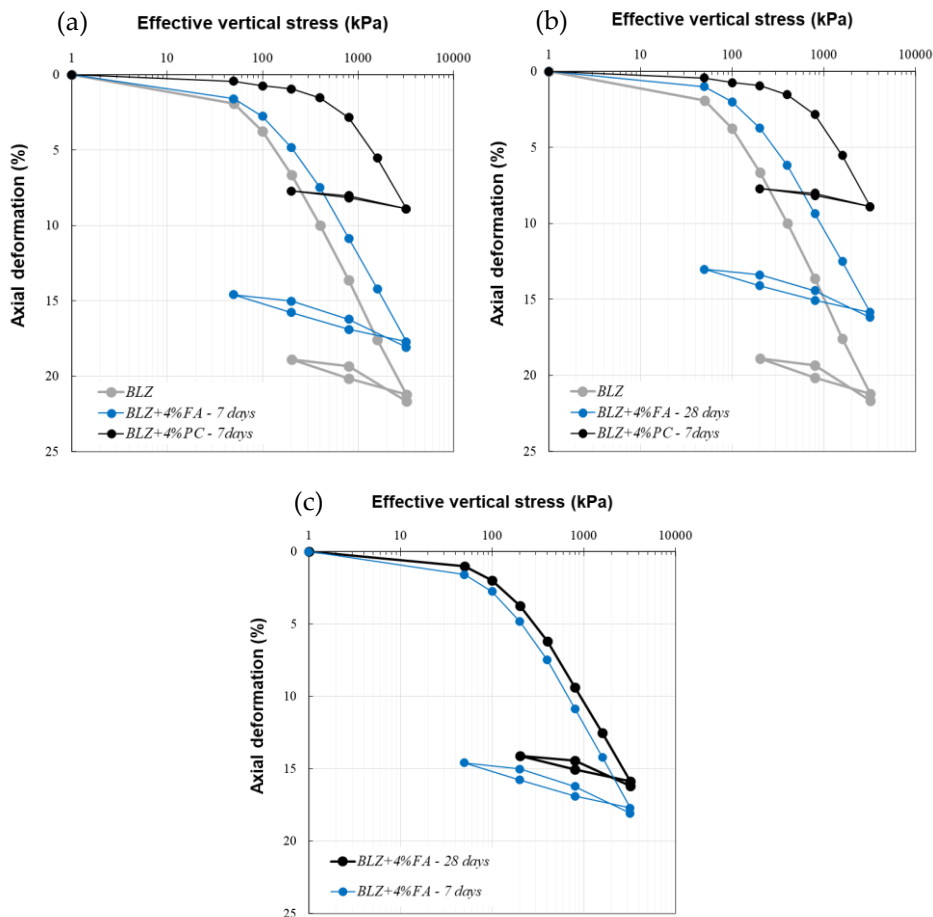 (a)
Effective vertical stress (kPa)
1 10 100 1000 10000
0
5
10
15
20
25
Axial deformation (%)
BLZ
BLZ+4%FA - 7 days
BLZ+4%PC - 7days
(b)
Effective vertical stress (kPa)
1 10 100 1000 10000
0
5
10
15
20
25
Axial deformation (%)
BLZ
BLZ+4%FA - 28 days
BLZ+4%PC - 7days
(c)
Effective vertical stress (kPa)
1 10 100 1000 10000
0
5
10
15
20
25
Axial deformation (%)
BLZ+4%FA - 28 days
BLZ+4%FA - 7 days